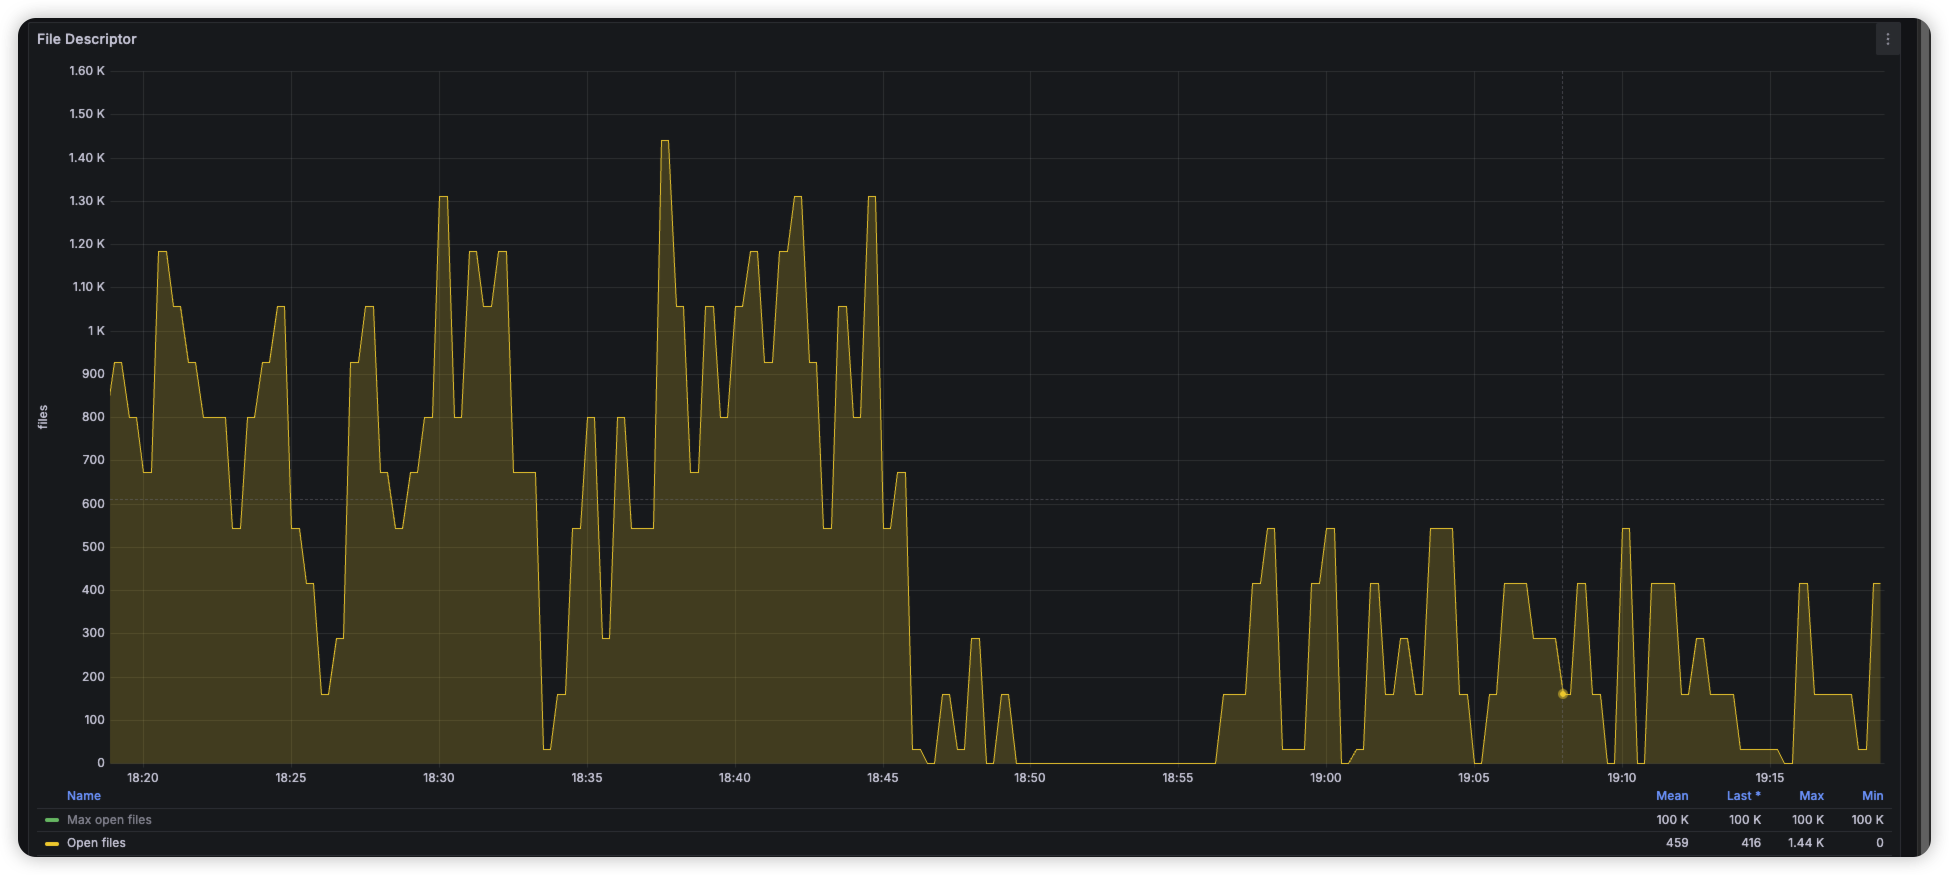 File Descriptor
1.60 K
1.50 K
1.40 K
1.30 K
1.20 K
1.10 K
1 K
900
800
700
600
500
400
300
200
100
0
files
18:20 18:25 18:30 18:35 18:40 18:45 18:50 18:55 19:00 19:05 19:10 19:15
Name Mean Last * Max Min
Max open files 100 K 100 K 100 K 100 K
Open files 459 416 1.44 K 0